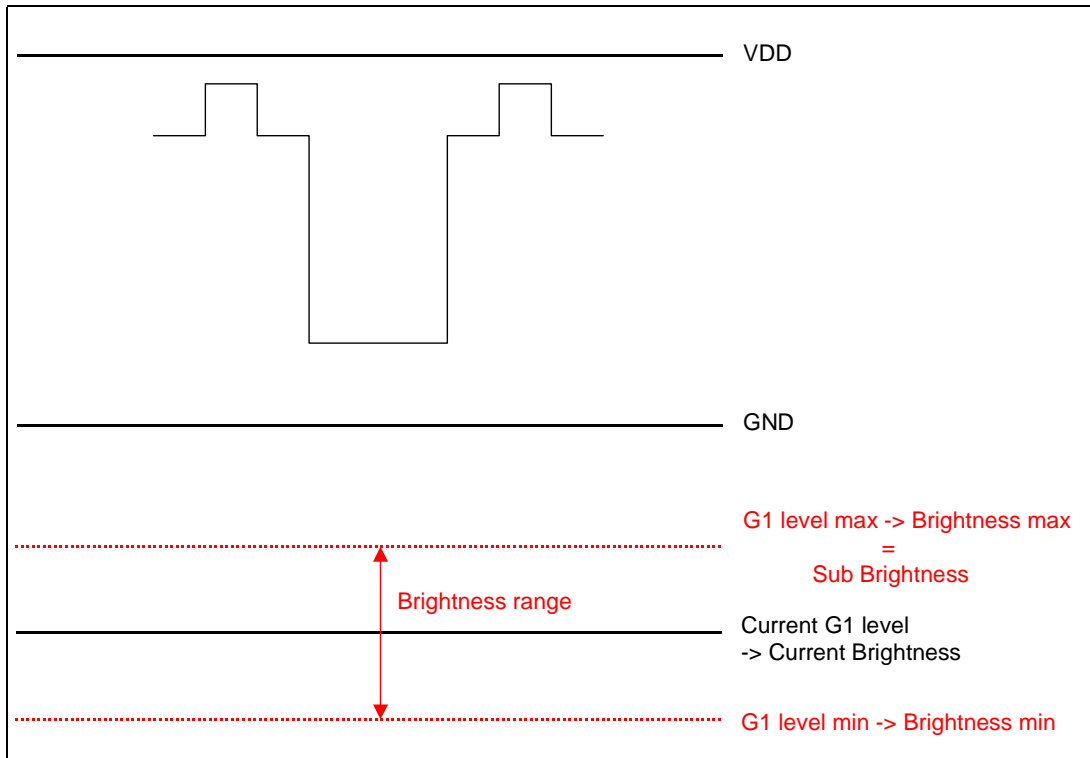 VDD
GND
G1 level max -> Brightness max
=
Sub Brightness
Brightness range
Current G1 level
-> Current Brightness
G1 level min -> Brightness min